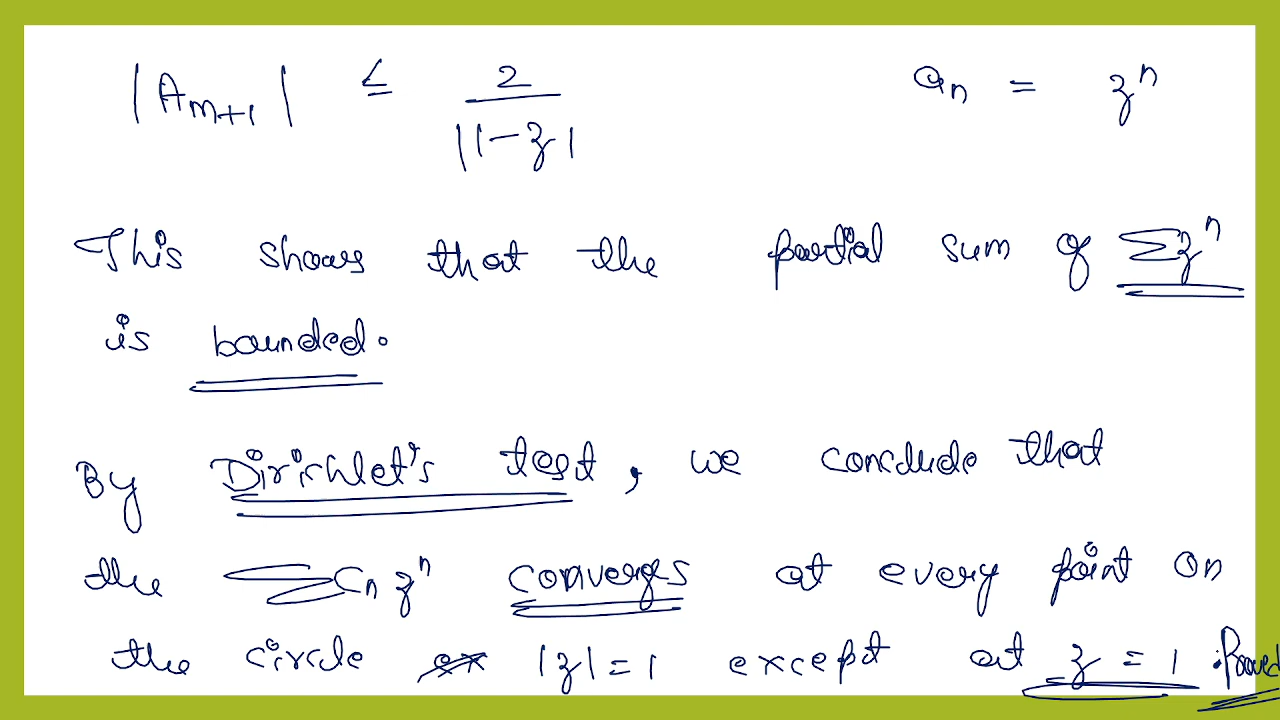 |A_{m+1}| ≤ 2/|1-z|    a_n = z^n
This shows that the partial sum of Σz^n
is bounded.
By Dirichlet's test, we conclude that
the Σc_n z^n converges at every point on
the circle |z|=1 except at z = 1. Proved